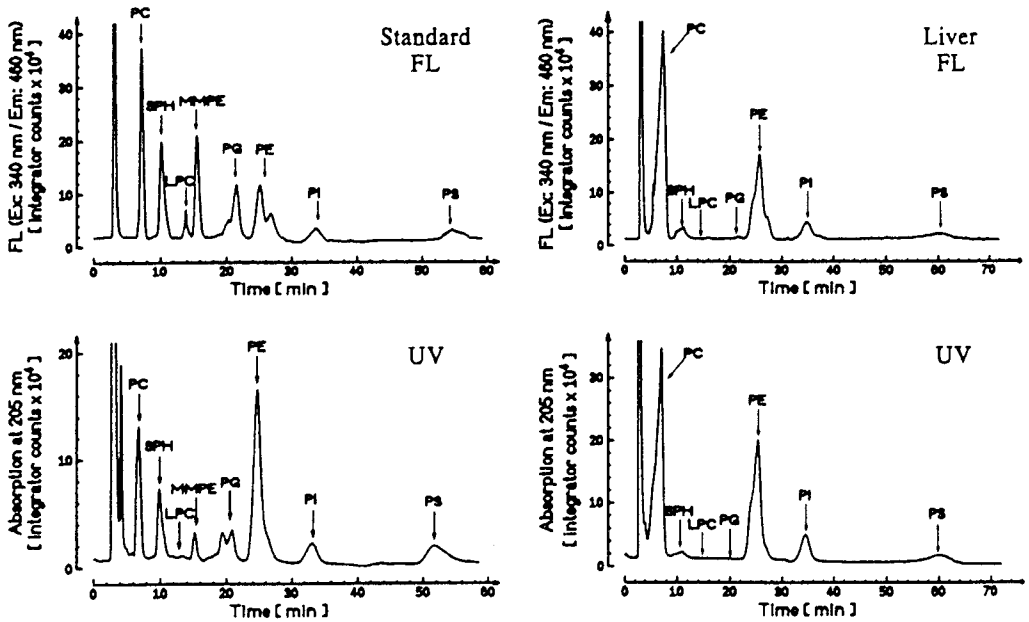 Standard
FL
FL (Ex: 340 nm / Em: 460 nm)
[ Integrator counts x 10⁴ ]
40
30
20
10
0
PC
SPH
LPC
MMPE
PG
PE
PI
PS
0 10 20 30 40 50 60
Time [ min ]
Liver
FL
FL (Ex: 340 nm / Em: 460 nm)
[ Integrator counts x 10⁴ ]
40
30
20
10
0
PC
SPH
LPC
PG
PE
PI
PS
0 10 20 30 40 50 60 70
Time [ min ]
UV
Absorption at 205 nm
[ Integrator counts x 10⁴ ]
20
10
0
PC
SPH
LPC
MMPE
PG
PE
PI
PS
0 10 20 30 40 50 60
Time [ min ]
UV
Absorption at 205 nm
[ Integrator counts x 10⁴ ]
30
20
10
0
PC
SPH
LPC
PG
PE
PI
PS
0 10 20 30 40 50 60 70
Time [ min ]